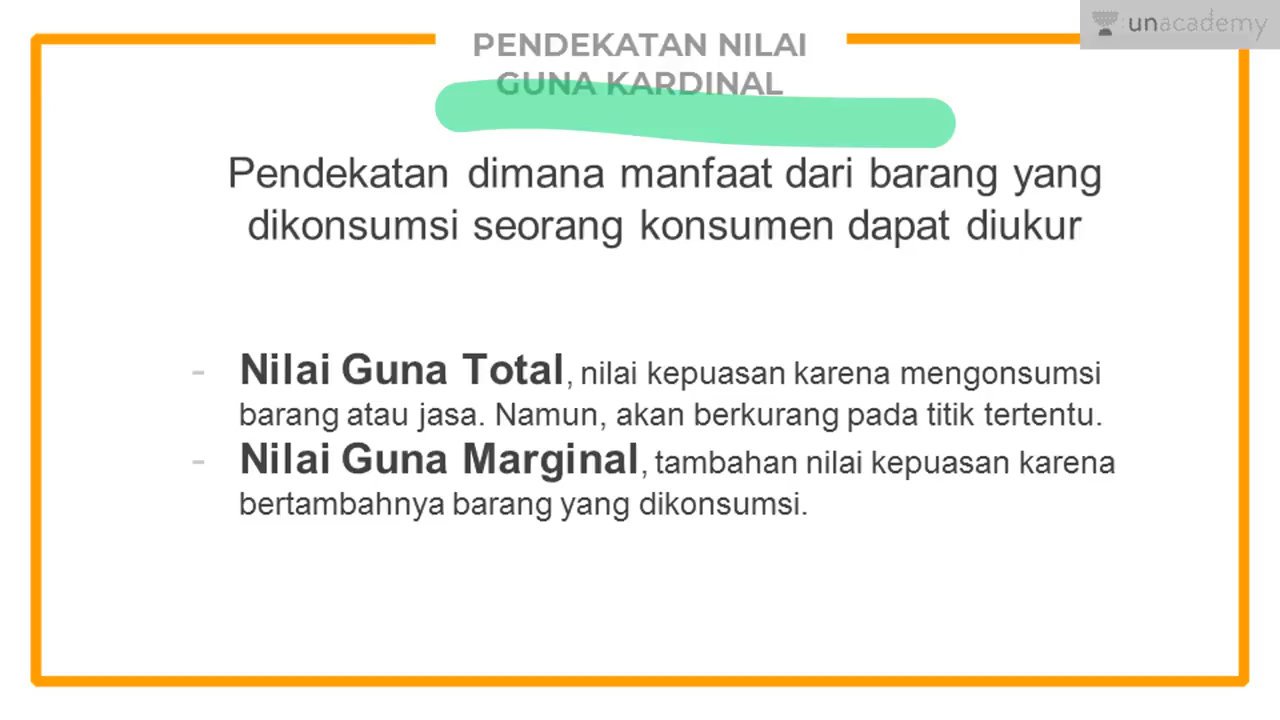 unacademy
PENDEKATAN NILAI
GUNA KARDINAL
Pendekatan dimana manfaat dari barang yang
dikonsumsi seorang konsumen dapat diukur
- Nilai Guna Total, nilai kepuasan karena mengonsumsi
barang atau jasa. Namun, akan berkurang pada titik tertentu.
- Nilai Guna Marginal, tambahan nilai kepuasan karena
bertambahnya barang yang dikonsumsi.